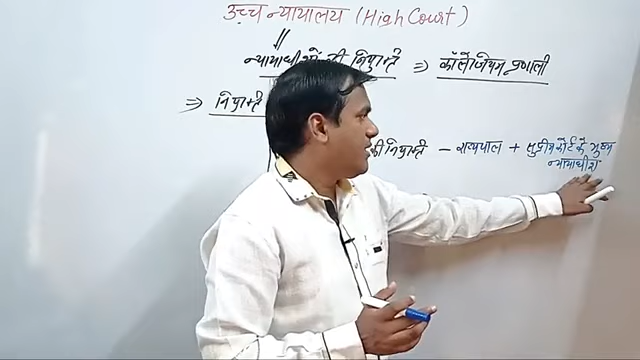 उच्च न्यायालय (High Court)
न्यायाधीशों की नियुक्ति ⇒ कॉलेजियम प्रणाली
⇒ नियुक्ति
की नियुक्ति - राज्यपाल + सुप्रीम कोर्ट के मुख्य
न्यायाधीश